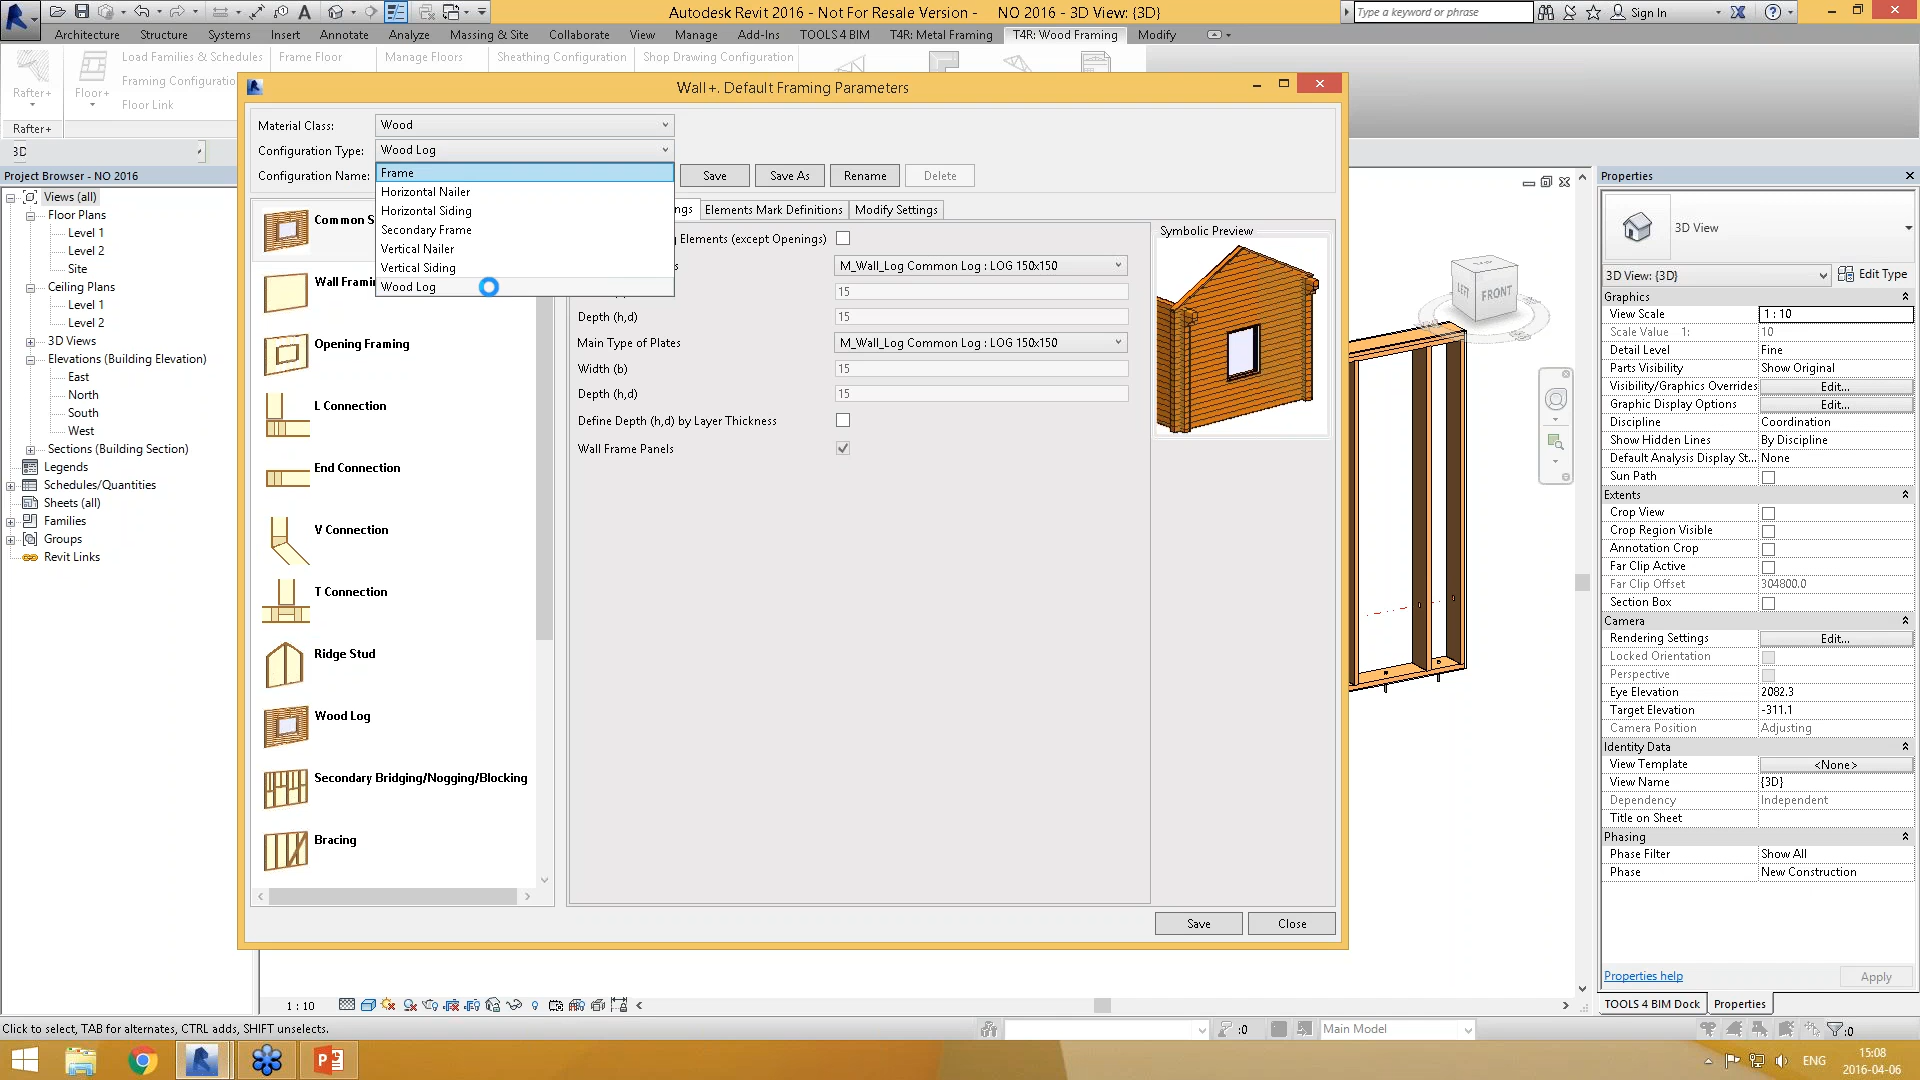 Autodesk Revit 2016 - Not For Resale Version - NO 2016 - 3D View: {3D}
Type a keyword or phrase
Sign In
Architecture Structure Systems Insert Annotate Analyze Massing & Site Collaborate View Manage Add-Ins TOOLS 4 BIM T4R: Metal Framing T4R: Wood Framing Modify
Load Families & Schedules Frame Floor Manage Floors Sheathing Configuration Shop Drawing Configuration
Framing Configuratio
Rafter+ Floor+
Floor Link
Rafter+
3D
Project Browser - NO 2016
Views (all)
Floor Plans
Level 1
Level 2
Site
Ceiling Plans
Level 1
Level 2
3D Views
Elevations (Building Elevation)
East
North
South
West
Sections (Building Section)
Legends
Schedules/Quantities
Sheets (all)
Families
Groups
Revit Links
Wall+. Default Framing Parameters
Material Class: Wood
Configuration Type: Wood Log
Configuration Name:
Frame
Horizontal Nailer
Horizontal Siding
Secondary Frame
Vertical Nailer
Vertical Siding
Wood Log
Save Save As Rename Delete
ngs Elements Mark Definitions Modify Settings
Common S
Wall Frami
Opening Framing
L Connection
End Connection
V Connection
T Connection
Ridge Stud
Wood Log
Secondary Bridging/Nogging/Blocking
Bracing
Elements (except Openings)
s M_Wall_Log Common Log : LOG 150x150
15
Depth (h,d) 15
Main Type of Plates M_Wall_Log Common Log : LOG 150x150
Width (b) 15
Depth (h,d) 15
Define Depth (h,d) by Layer Thickness
Wall Frame Panels
Symbolic Preview
Save Close
LEFT FRONT
Properties
3D View
3D View: {3D} Edit Type
Graphics
View Scale 1 : 10
Scale Value 1: 10
Detail Level Fine
Parts Visibility Show Original
Visibility/Graphics Overrides Edit...
Graphic Display Options Edit...
Discipline Coordination
Show Hidden Lines By Discipline
Default Analysis Display St... None
Sun Path
Extents
Crop View
Crop Region Visible
Annotation Crop
Far Clip Active
Far Clip Offset 304800.0
Section Box
Camera
Rendering Settings Edit...
Locked Orientation
Perspective
Eye Elevation 2082.3
Target Elevation -311.1
Camera Position Adjusting
Identity Data
View Template <None>
View Name {3D}
Dependency Independent
Title on Sheet
Phasing
Phase Filter Show All
Phase New Construction
Properties help Apply
TOOLS 4 BIM Dock Properties
1 : 10
Click to select, TAB for alternates, CTRL adds, SHIFT unselects.
:0 Main Model :0
ENG
15:08
2016-04-06